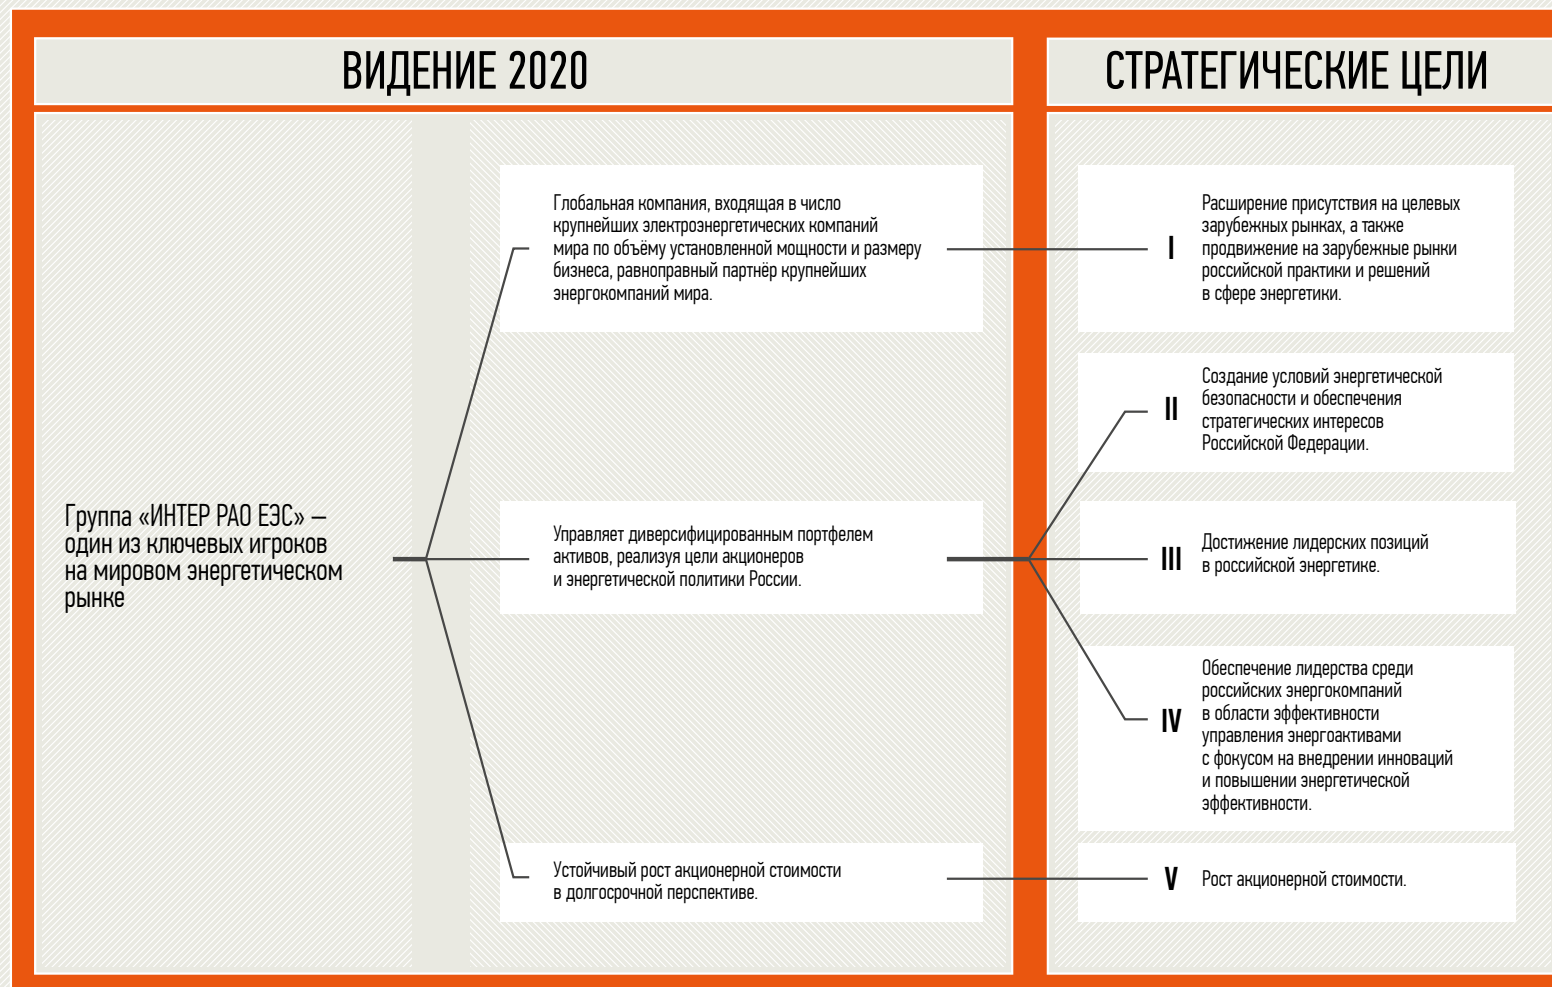 ВИДЕНИЕ 2020
Группа «ИНТЕР РАО ЕЭС» –
один из ключевых игроков
на мировом энергетическом
рынке
Глобальная компания, входящая в число
крупнейших электроэнергетических компаний
мира по объёму установленной мощности и размеру
бизнеса, равноправный партнёр крупнейших
энергокомпаний мира.
Управляет диверсифицированным портфелем
активов, реализуя цели акционеров
и энергетической политики России.
Устойчивый рост акционерной стоимости
в долгосрочной перспективе.
СТРАТЕГИЧЕСКИЕ ЦЕЛИ
I
Расширение присутствия на целевых
зарубежных рынках, а также
продвижение на зарубежные рынки
российской практики и решений
в сфере энергетики.
II
Создание условий энергетической
безопасности и обеспечения
стратегических интересов
Российской Федерации.
III
Достижение лидерских позиций
в российской энергетике.
IV
Обеспечение лидерства среди
российских энергокомпаний
в области эффективности
управления энергоактивами
с фокусом на внедрении инноваций
и повышении энергетической
эффективности.
V
Рост акционерной стоимости.